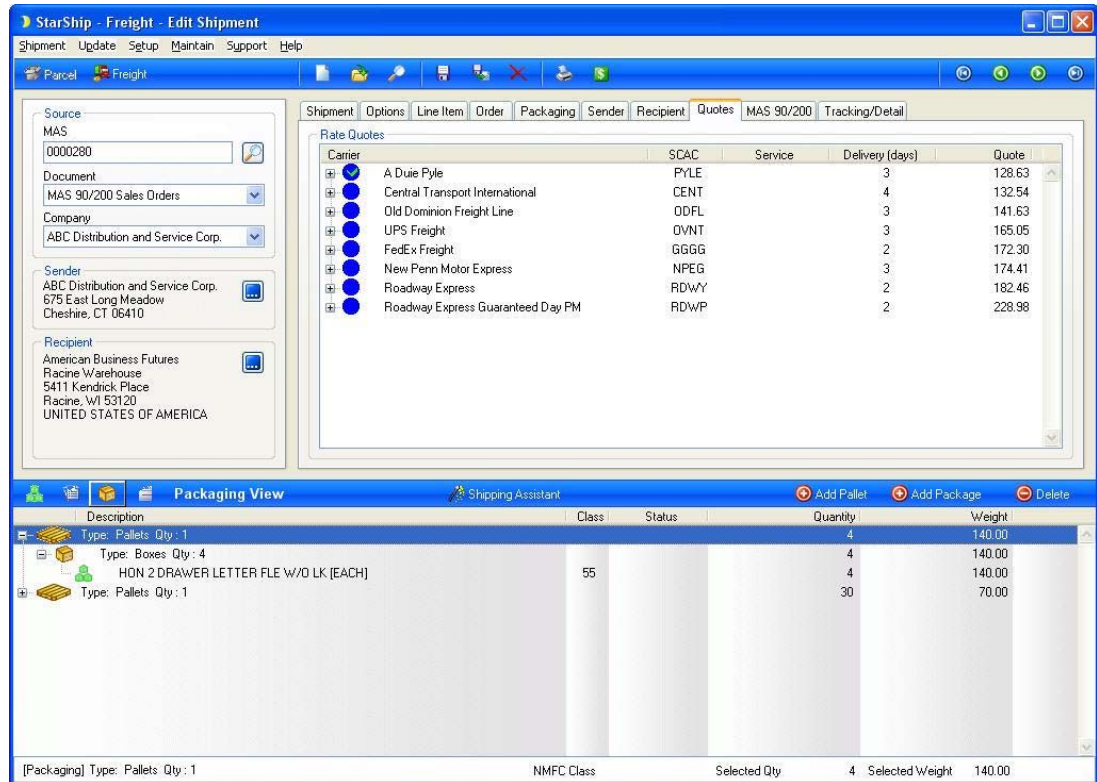 StarShip - Freight - Edit Shipment
Shipment Update Setup Maintain Support Help
Parcel Freight
Source
MAS
0000280
Document
MAS 90/200 Sales Orders
Company
ABC Distribution and Service Corp.
Sender
ABC Distribution and Service Corp.
675 East Long Meadow
Cheshire, CT 06410
Recipient
American Business Futures
Racine Warehouse
5411 Kendrick Place
Racine, WI 53120
UNITED STATES OF AMERICA
Shipment Options Line Item Order Packaging Sender Recipient Quotes MAS 90/200 Tracking/Detail
Rate Quotes
Carrier SCAC Service Delivery (days) Quote
A Duie Pyle PYLE 3 128.63
Central Transport International CENT 4 132.54
Old Dominion Freight Line ODFL 3 141.63
UPS Freight OVNT 3 165.05
FedEx Freight GGGG 2 172.30
New Penn Motor Express NPEG 3 174.41
Roadway Express RDWY 2 182.46
Roadway Express Guaranteed Day PM RDWP 2 228.98
Packaging View Shipping Assistant Add Pallet Add Package Delete
Description Class Status Quantity Weight
Type: Pallets Qty : 1 4 140.00
Type: Boxes Qty : 4 4 140.00
HON 2 DRAWER LETTER FLE W/O LK [EACH] 55 4 140.00
Type: Pallets Qty : 1 30 70.00
[Packaging] Type: Pallets Qty : 1 NMFC Class Selected Qty 4 Selected Weight 140.00